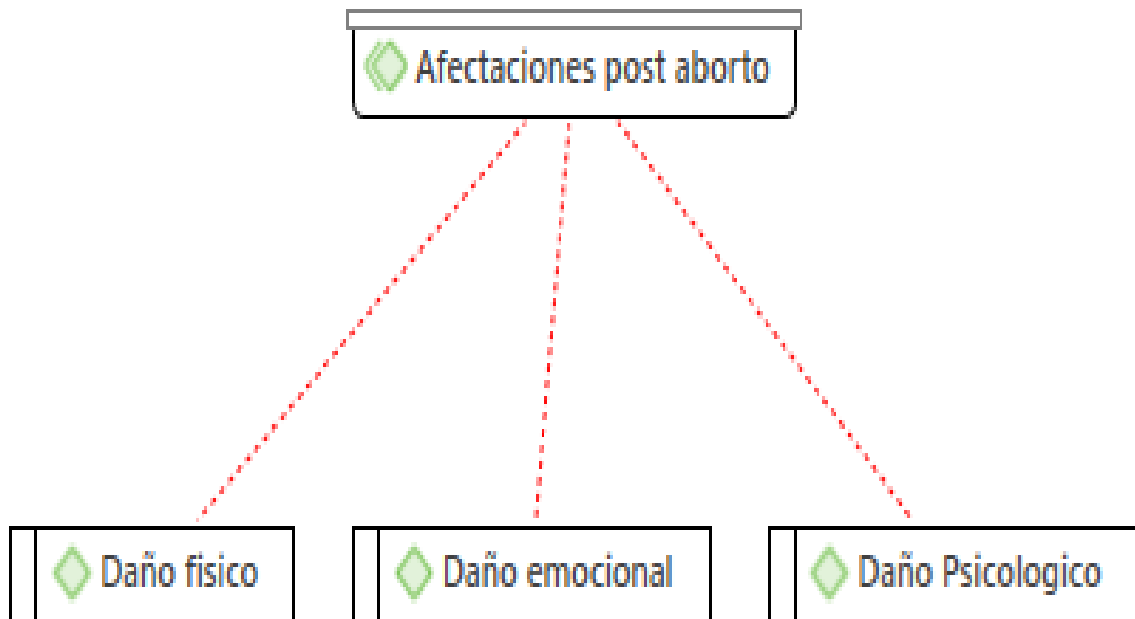 Afectaciones post aborto
Daño fisico
Daño emocional
Daño Psicologico